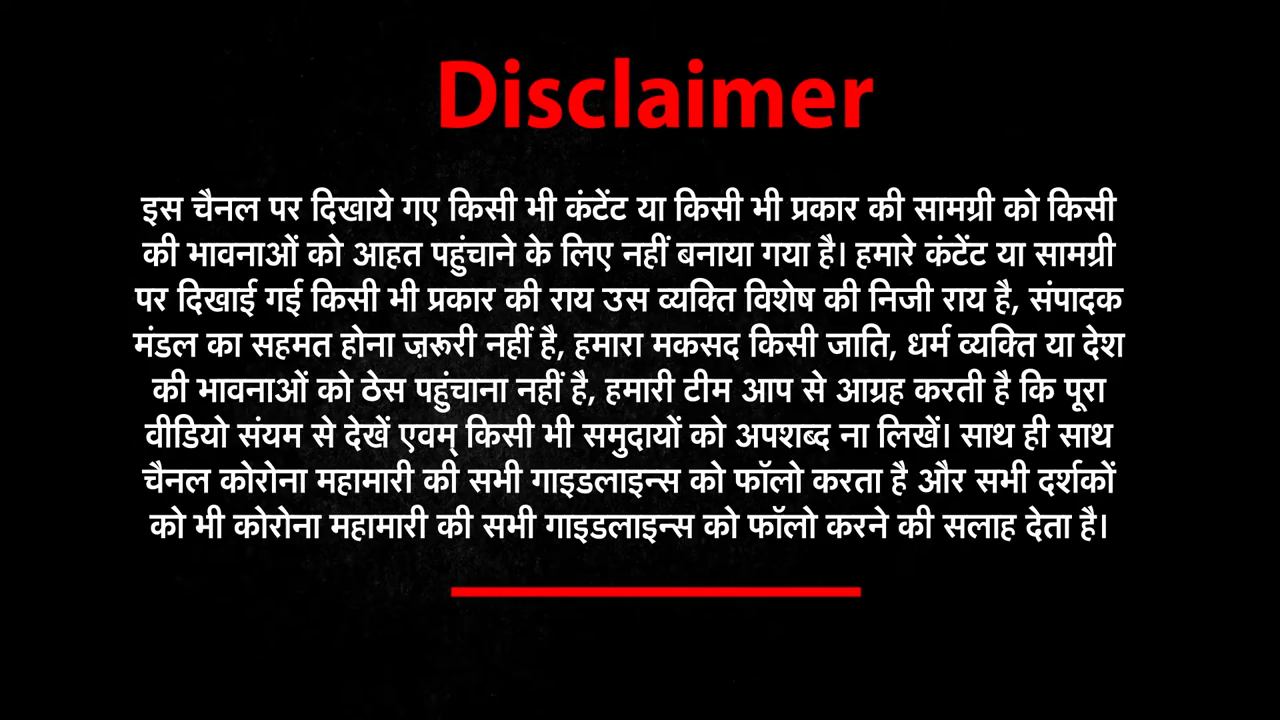 Disclaimer
इस चैनल पर दिखाये गए किसी भी कंटेंट या किसी भी प्रकार की सामग्री को किसी
की भावनाओं को आहत पहुंचाने के लिए नहीं बनाया गया है। हमारे कंटेंट या सामग्री
पर दिखाई गई किसी भी प्रकार की राय उस व्यक्ति विशेष की निजी राय है, संपादक
मंडल का सहमत होना ज़रूरी नहीं है, हमारा मकसद किसी जाति, धर्म व्यक्ति या देश
की भावनाओं को ठेस पहुंचाना नहीं है, हमारी टीम आप से आग्रह करती है कि पूरा
वीडियो संयम से देखें एवम् किसी भी समुदायों को अपशब्द ना लिखें। साथ ही साथ
चैनल कोरोना महामारी की सभी गाइडलाइन्स को फॉलो करता है और सभी दर्शकों
को भी कोरोना महामारी की सभी गाइडलाइन्स को फॉलो करने की सलाह देता है।